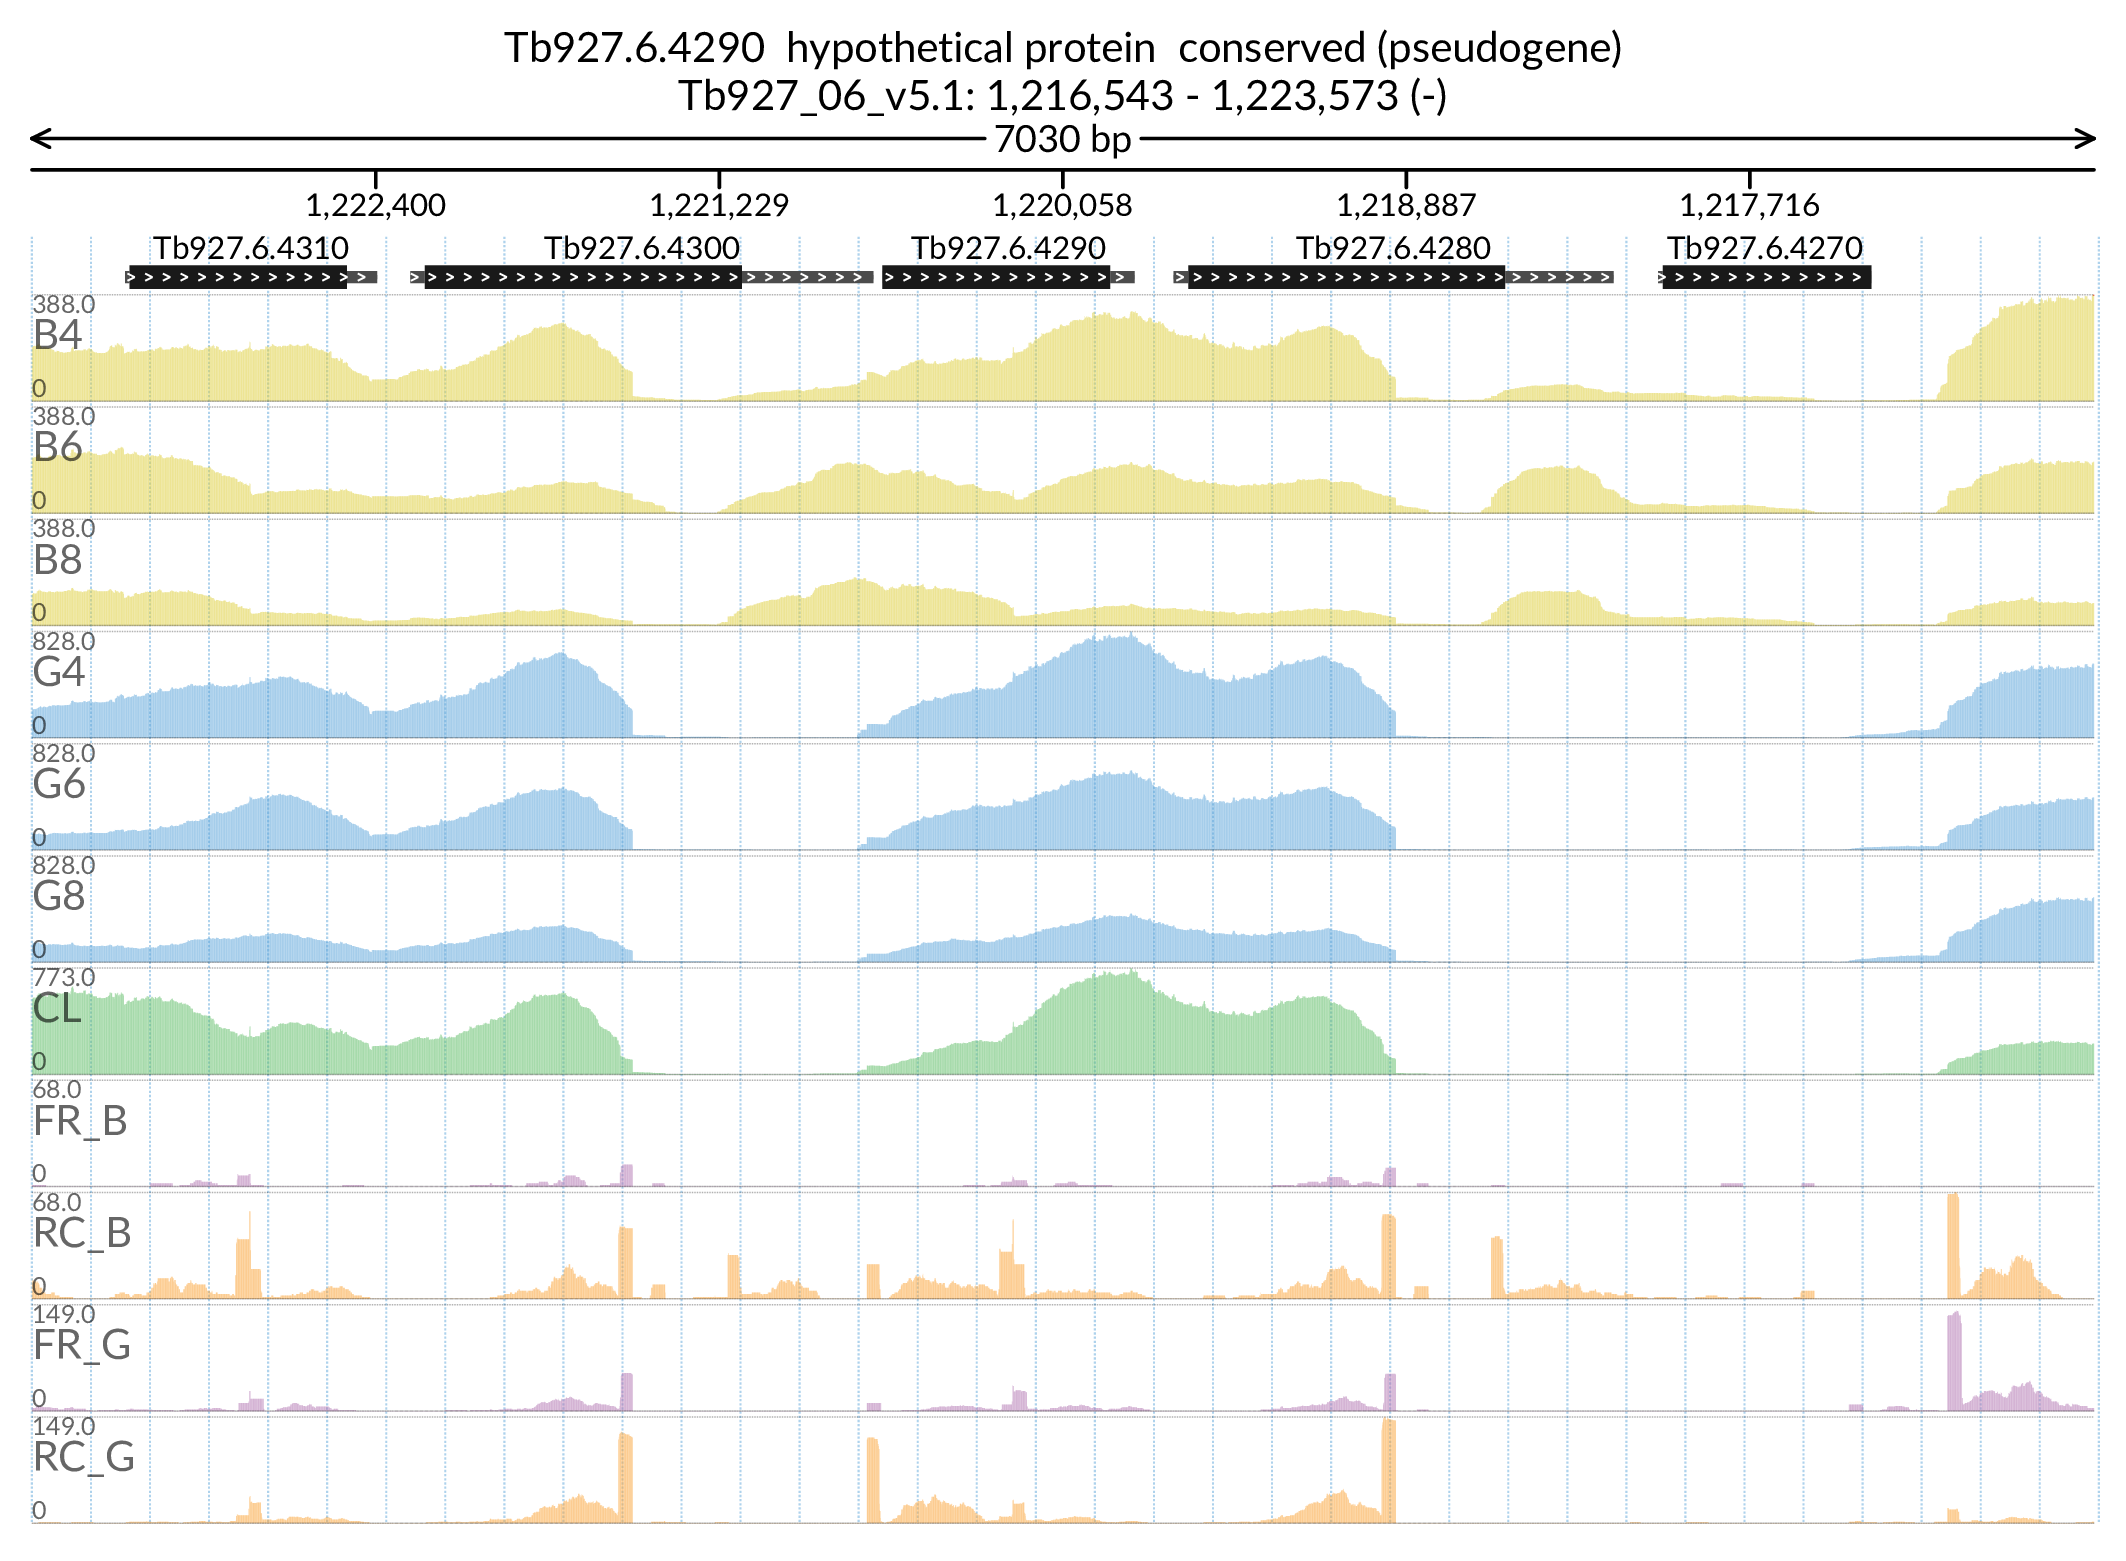 Tb927.6.4290 hypothetical protein conserved (pseudogene)
Tb927_06_v5.1: 1,216,543 - 1,223,573 (-)
7030 bp
1,222,400 1,221,229 1,220,058 1,218,887 1,217,716
Tb927.6.4310 Tb927.6.4300 Tb927.6.4290 Tb927.6.4280 Tb927.6.4270
388.0
B4
0
388.0
B6
0
388.0
B8
0
828.0
G4
0
828.0
G6
0
828.0
G8
0
773.0
CL
0
68.0
FR_B
0
68.0
RC_B
0
149.0
FR_G
0
149.0
RC_G
0